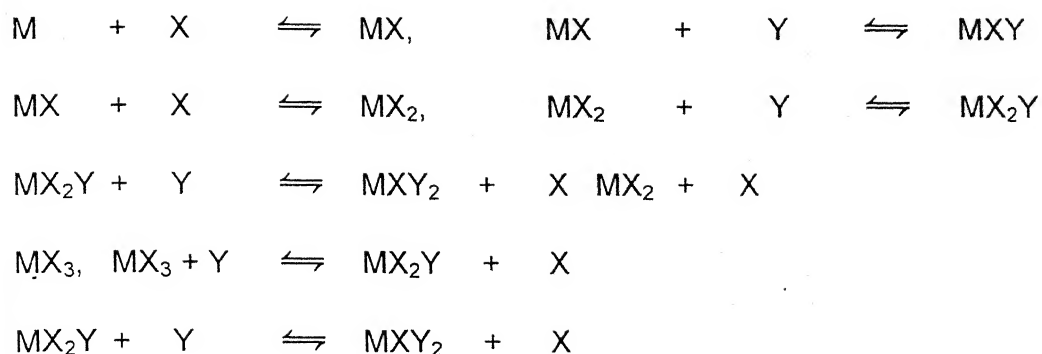 M + X ⇌ MX, MX + Y ⇌ MXY
MX + X ⇌ MX₂, MX₂ + Y ⇌ MX₂Y
MX₂Y + Y ⇌ MXY₂ + X MX₂ + X
MX₃, MX₃ + Y ⇌ MX₂Y + X
MX₂Y + Y ⇌ MXY₂ + X